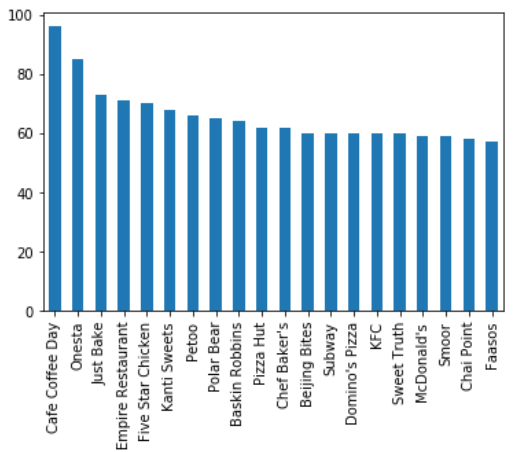 100
80
60
40
20
0
Cafe Coffee Day
Onesta
Just Bake
Empire Restaurant
Five Star Chicken
Kanti Sweets
Petoo
Polar Bear
Baskin Robbins
Pizza Hut
Chef Baker's
Beijing Bites
Subway
Domino's Pizza
KFC
Sweet Truth
McDonald's
Smoor
Chai Point
Faasos